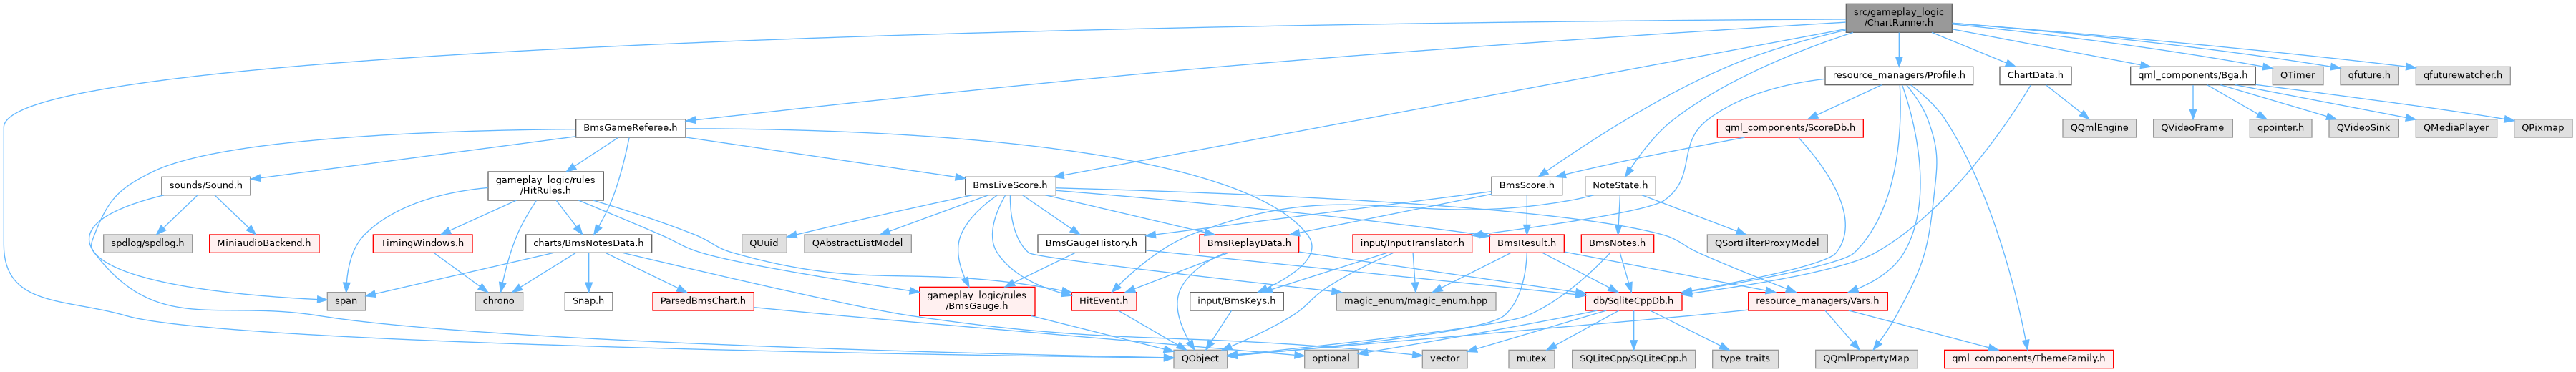 src/gameplay_logic
/ChartRunner.h
resource_managers/Profile.h
ChartData.h
qml_components/Bga.h
QTimer
qfuture.h
qfuturewatcher.h
BmsGameReferee.h
qml_components/ScoreDb.h
QQmlEngine
QVideoFrame
qpointer.h
QVideoSink
QMediaPlayer
QPixmap
sounds/Sound.h
gameplay_logic/rules
/HitRules.h
BmsLiveScore.h
BmsScore.h
NoteState.h
spdlog/spdlog.h
MiniaudioBackend.h
TimingWindows.h
charts/BmsNotesData.h
QUuid
QAbstractListModel
BmsGaugeHistory.h
BmsReplayData.h
input/InputTranslator.h
BmsResult.h
BmsNotes.h
QSortFilterProxyModel
span
chrono
Snap.h
ParsedBmsChart.h
gameplay_logic/rules
/BmsGauge.h
HitEvent.h
input/BmsKeys.h
magic_enum/magic_enum.hpp
db/SqliteCppDb.h
resource_managers/Vars.h
QObject
optional
vector
mutex
SQLiteCpp/SQLiteCpp.h
type_traits
QQmlPropertyMap
qml_components/ThemeFamily.h